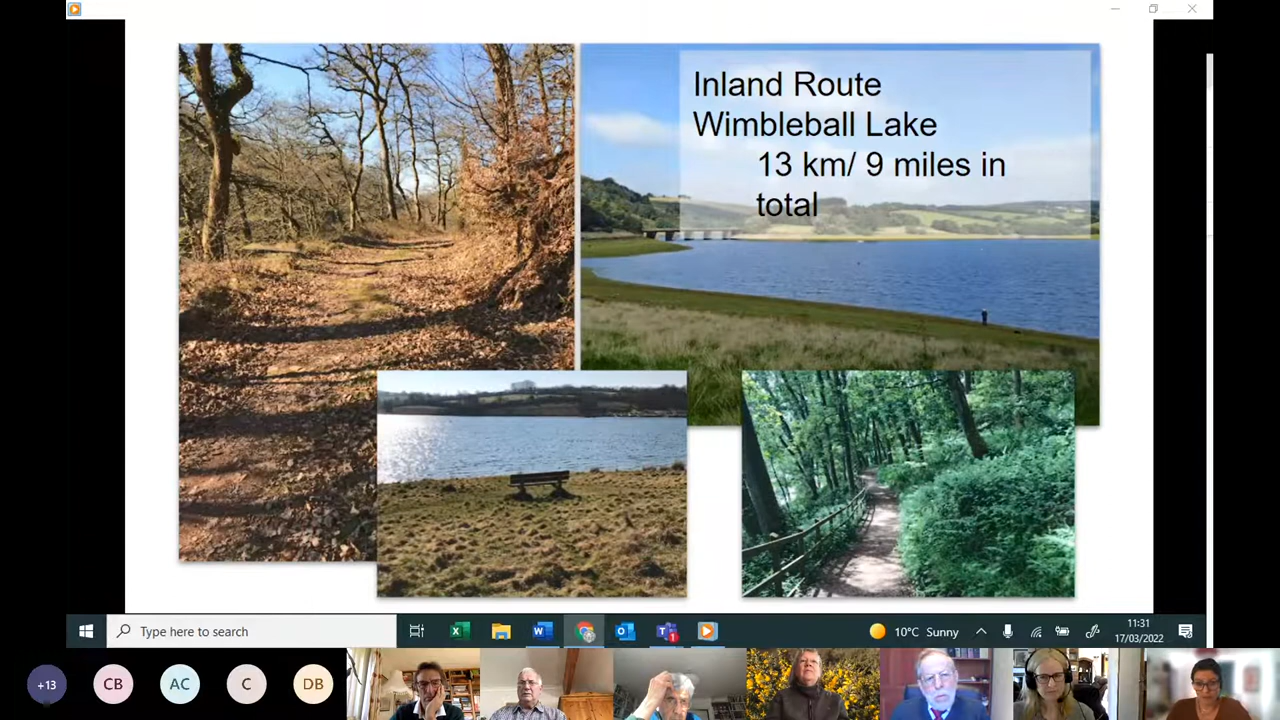 Inland Route
Wimbleball Lake
13 km/ 9 miles in
total
Type here to search
10°C Sunny
11:31
17/03/2022
1
+13
CB
AC
C
DB